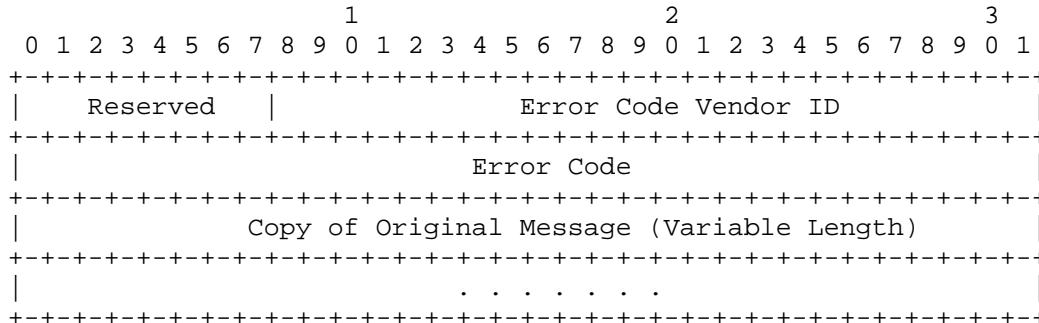 1                   2                   3
 0 1 2 3 4 5 6 7 8 9 0 1 2 3 4 5 6 7 8 9 0 1 2 3 4 5 6 7 8 9 0 1
+-+-+-+-+-+-+-+-+-+-+-+-+-+-+-+-+-+-+-+-+-+-+-+-+-+-+-+-+-+-+-+-+
|    Reserved   |               Error Code Vendor ID            |
+-+-+-+-+-+-+-+-+-+-+-+-+-+-+-+-+-+-+-+-+-+-+-+-+-+-+-+-+-+-+-+-+
|                            Error Code                         |
+-+-+-+-+-+-+-+-+-+-+-+-+-+-+-+-+-+-+-+-+-+-+-+-+-+-+-+-+-+-+-+-+
|              Copy of Original Message (Variable Length)       |
+-+-+-+-+-+-+-+-+-+-+-+-+-+-+-+-+-+-+-+-+-+-+-+-+-+-+-+-+-+-+-+-+
|                           . . . . . . .                       |
+-+-+-+-+-+-+-+-+-+-+-+-+-+-+-+-+-+-+-+-+-+-+-+-+-+-+-+-+-+-+-+-+